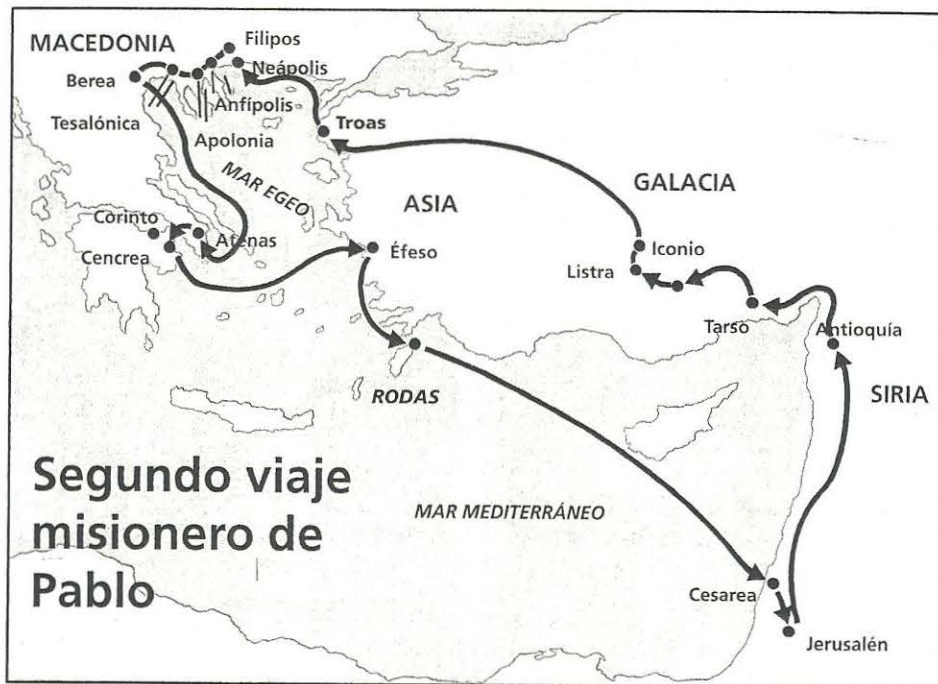 MACEDONIA
Filipos
Berea
Neápolis
Anfípolis
Tesalónica
Apolonia
Troas
MAR EGEO
GALACIA
ASIA
Corinto
Atenas
Iconio
Cencrea
Éfeso
Listra
Tarso
Antioquía
RODAS
SIRIA
Segundo viaje
misionero de
Pablo
MAR MEDITERRÁNEO
Cesarea
Jerusalén